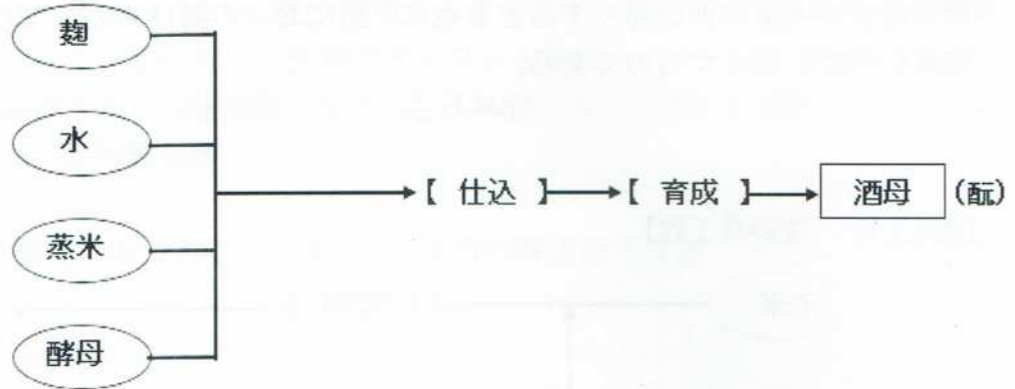 麹
水
【 仕込 】 【 育成 】 酒母 (酛)
蒸米
酵母